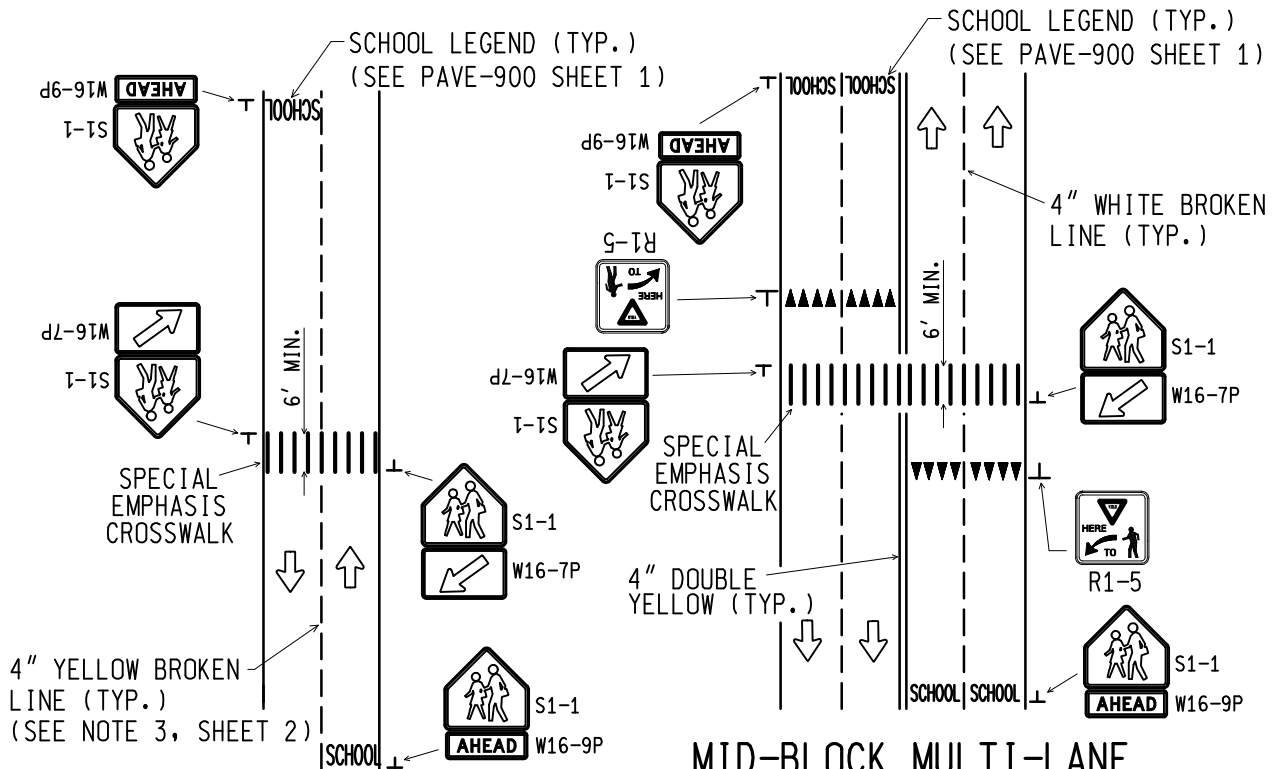 SCHOOL LEGEND (TYP.)
(SEE PAVE-900 SHEET 1)
W16-9P
AHEAD
S1-1
SCHOOL
W16-7P
S1-1
6' MIN.
SPECIAL
EMPHASIS
CROSSWALK
S1-1
W16-7P
4" YELLOW BROKEN
LINE (TYP.)
(SEE NOTE 3, SHEET 2)
SCHOOL
S1-1
AHEAD
W16-9P
SCHOOL LEGEND (TYP.)
(SEE PAVE-900 SHEET 1)
SCHOOL SCHOOL
W16-9P
AHEAD
S1-1
4" WHITE BROKEN
LINE (TYP.)
R1-5
YIELD
HERE
TO
6' MIN.
W16-7P
S1-1
S1-1
W16-7P
SPECIAL
EMPHASIS
CROSSWALK
YIELD
HERE
TO
R1-5
4" DOUBLE
YELLOW (TYP.)
SCHOOL SCHOOL
S1-1
AHEAD
W16-9P
MID-BLOCK MULTI-LANE